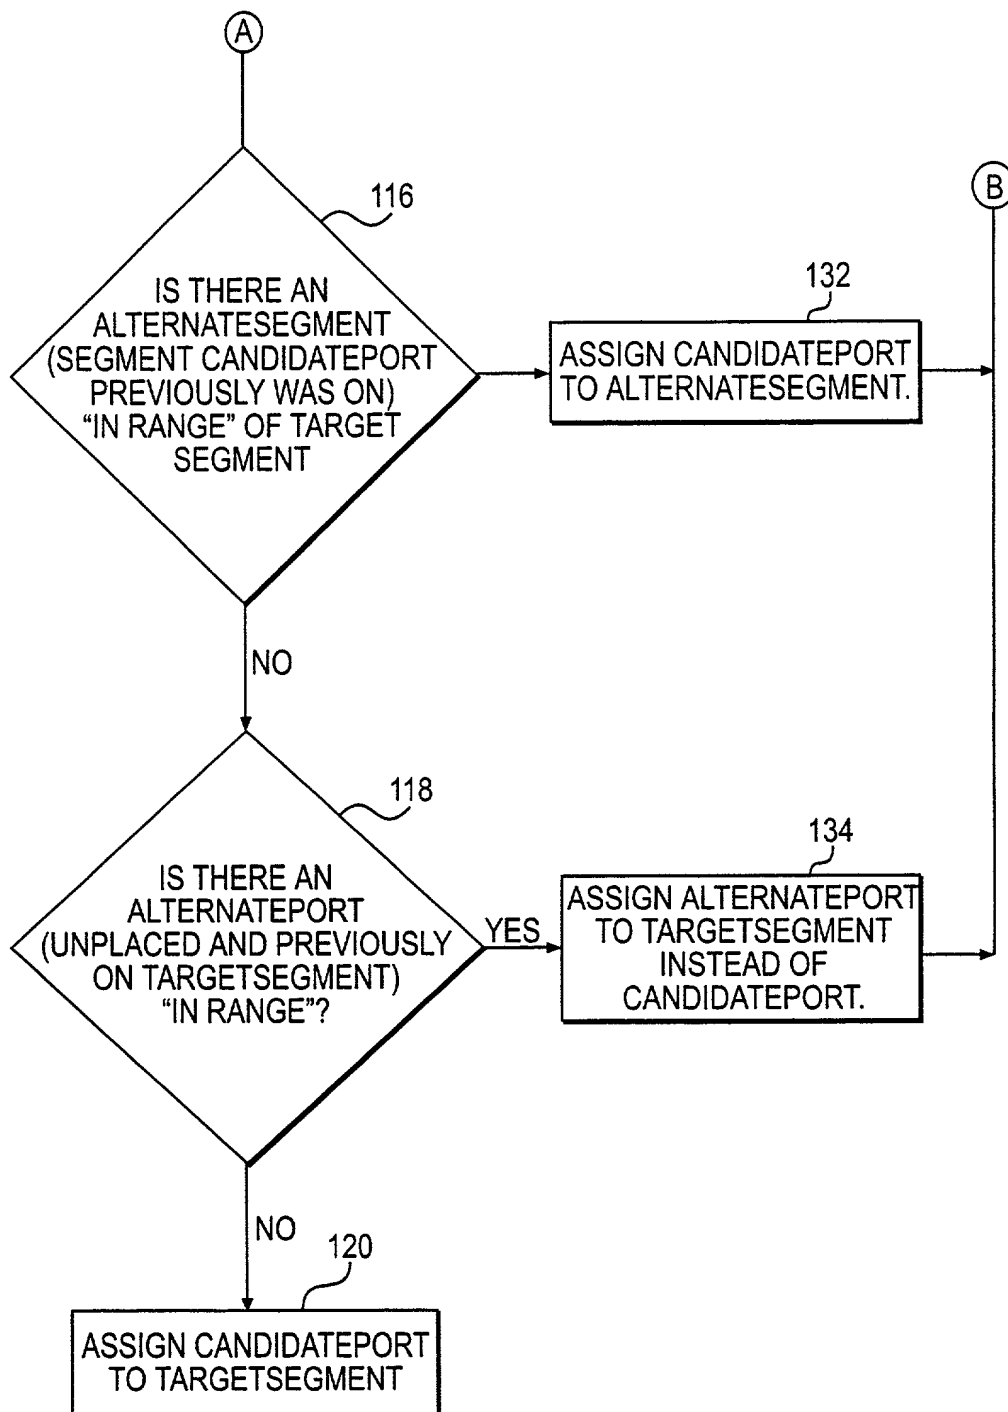 A
116
IS THERE AN
ALTERNATESEGMENT
(SEGMENT CANDIDATEPORT
PREVIOUSLY WAS ON)
“IN RANGE” OF TARGET
SEGMENT
B
132
ASSIGN CANDIDATEPORT
TO ALTERNATESEGMENT.
NO
118
IS THERE AN
ALTERNATEPORT
(UNPLACED AND PREVIOUSLY
ON TARGETSEGMENT)
“IN RANGE”?
YES
134
ASSIGN ALTERNATEPORT
TO TARGETSEGMENT
INSTEAD OF
CANDIDATEPORT.
NO
120
ASSIGN CANDIDATEPORT
TO TARGETSEGMENT